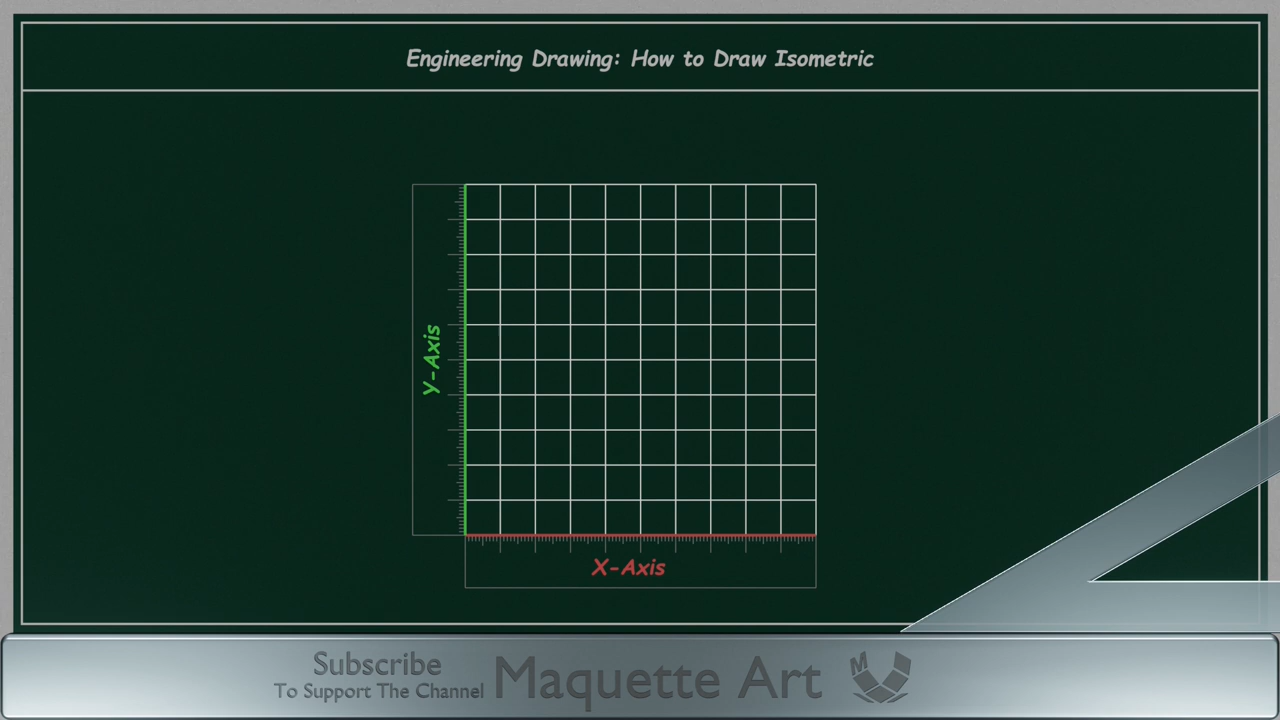 Engineering Drawing: How to Draw Isometric
Y-Axis
X-Axis
Subscribe
To Support The Channel
Maquette Art
M